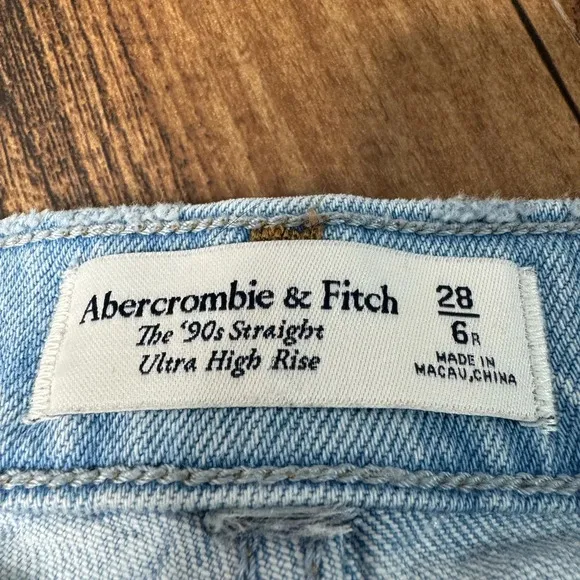 Abercrombie & Fitch
The '90s Straight
Ultra High Rise
28
6R
MADE IN
MACAU,CHINA